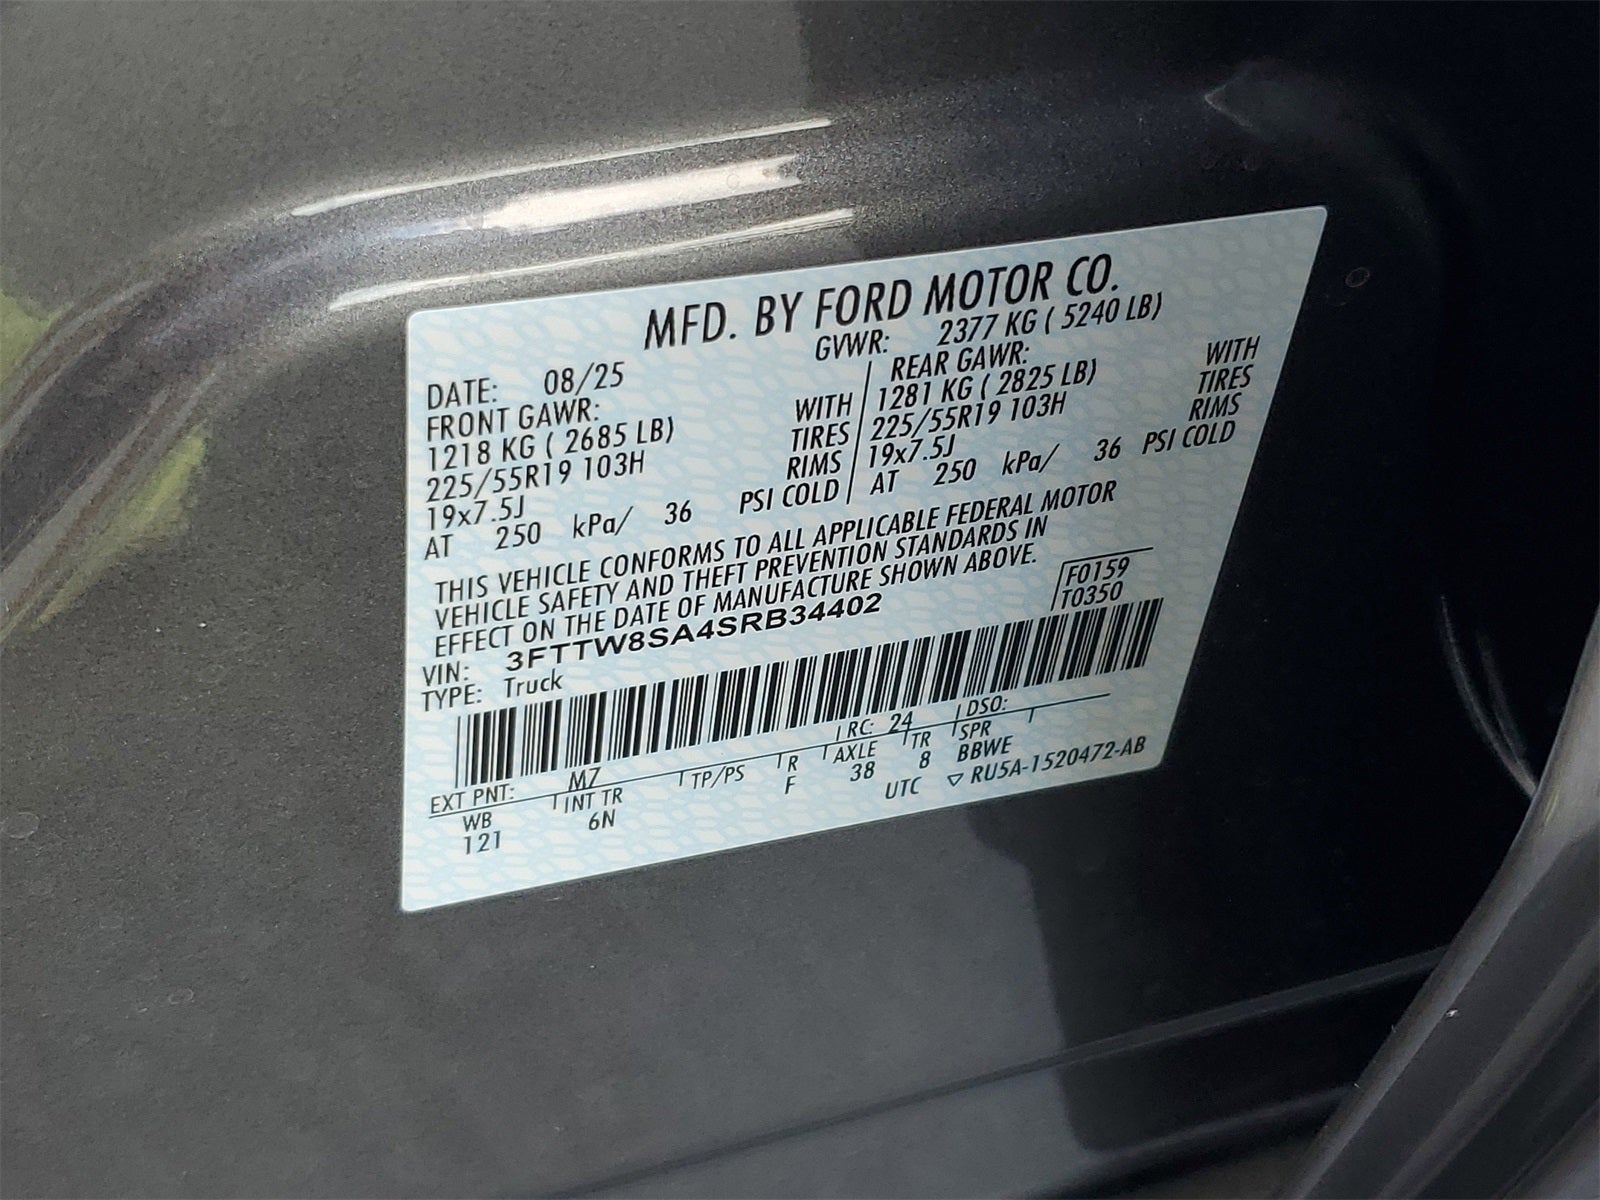 MFD. BY FORD MOTOR CO.
DATE: 08/25 GVWR: 2377 KG ( 5240 LB)
FRONT GAWR: REAR GAWR:
1218 KG ( 2685 LB) WITH 1281 KG ( 2825 LB) WITH
225/55R19 103H TIRES 225/55R19 103H TIRES
19x7.5J RIMS 19x7.5J RIMS
AT 250 kPa/ 36 PSI COLD AT 250 kPa/ 36 PSI COLD
THIS VEHICLE CONFORMS TO ALL APPLICABLE FEDERAL MOTOR
VEHICLE SAFETY AND THEFT PREVENTION STANDARDS IN
EFFECT ON THE DATE OF MANUFACTURE SHOWN ABOVE.
VIN: 3FTTW8SA4SRB34402 F0159
TYPE: Truck T0350
EXT PNT: M7 RC: 24 DSO:
WB INT TR TP/PS R AXLE TR SPR
121 6N F 38 8 BBWE
UTC ▽ RU5A-1520472-AB